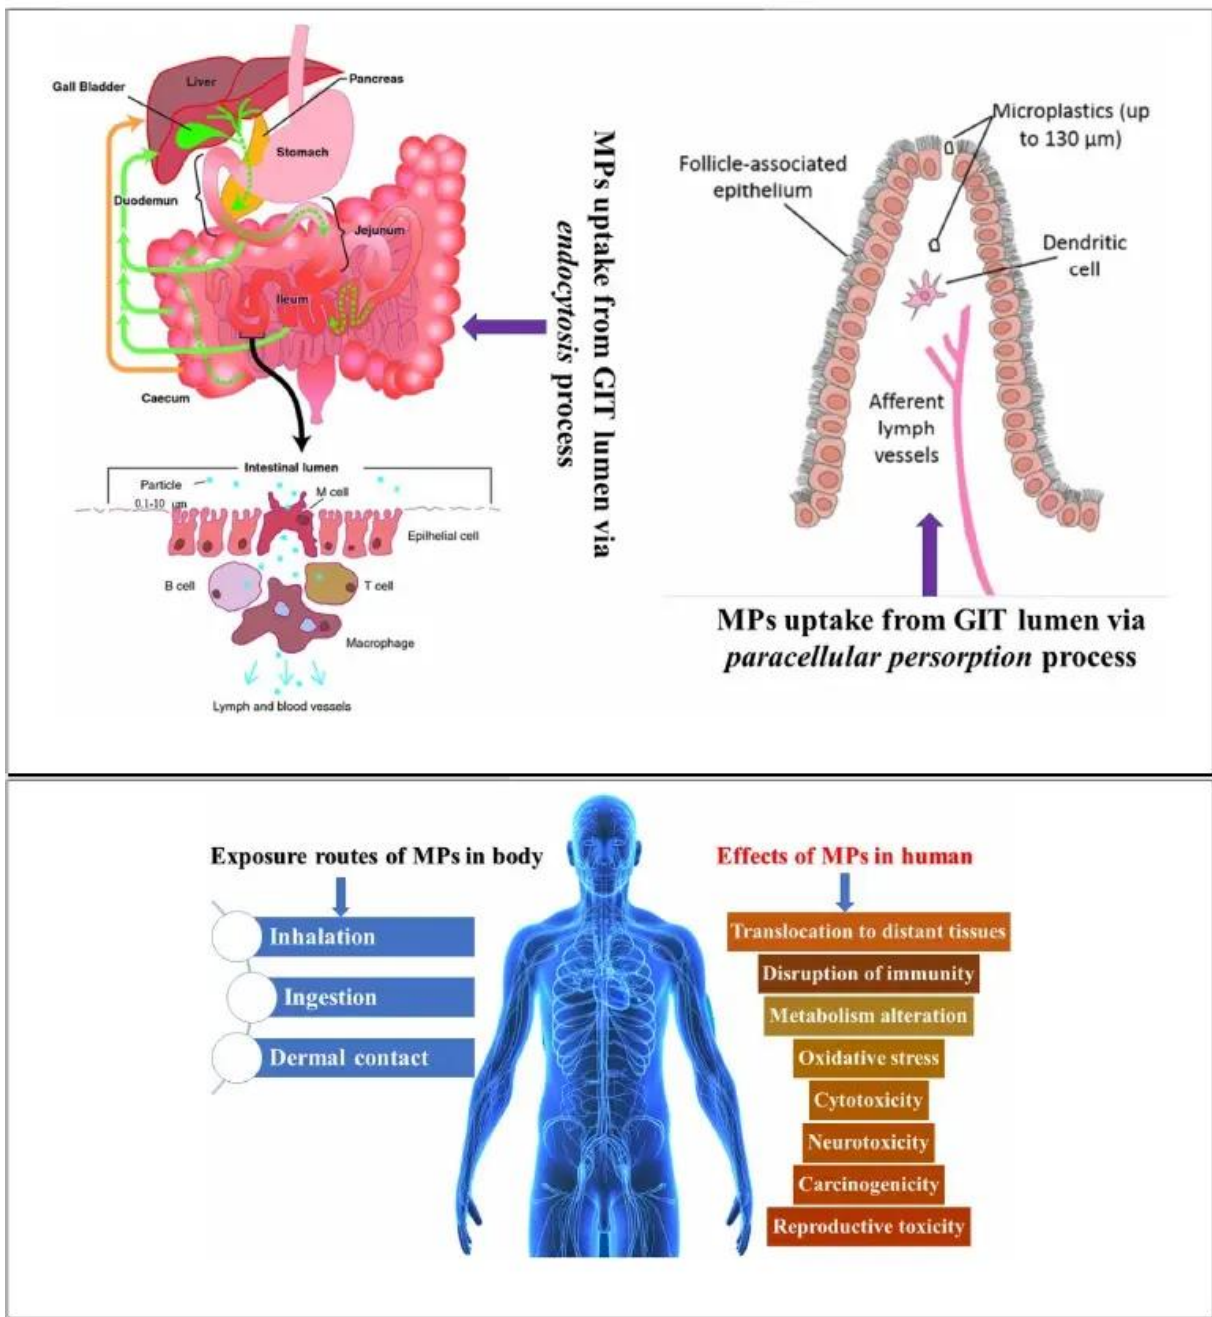 Liver
Gall Bladder
Pancreas
Stomach
Duodemun
Jejunum
Ileum
Caecum
Intestinal lumen
Particle
0.1-10 µm
M cell
Epilhelial cell
B cell
T cell
Macrophage
Lymph and blood vessels
MPs uptake from GIT lumen via
endocytosis process
Microplastics (up
to 130 µm)
Follicle-associated
epithelium
Dendritic
cell
Afferent
lymph
vessels
MPs uptake from GIT lumen via
paracellular persorption process
Exposure routes of MPs in body
Inhalation
Ingestion
Dermal contact
Effects of MPs in human
Translocation to distant tissues
Disruption of immunity
Metabolism alteration
Oxidative stress
Cytotoxicity
Neurotoxicity
Carcinogenicity
Reproductive toxicity